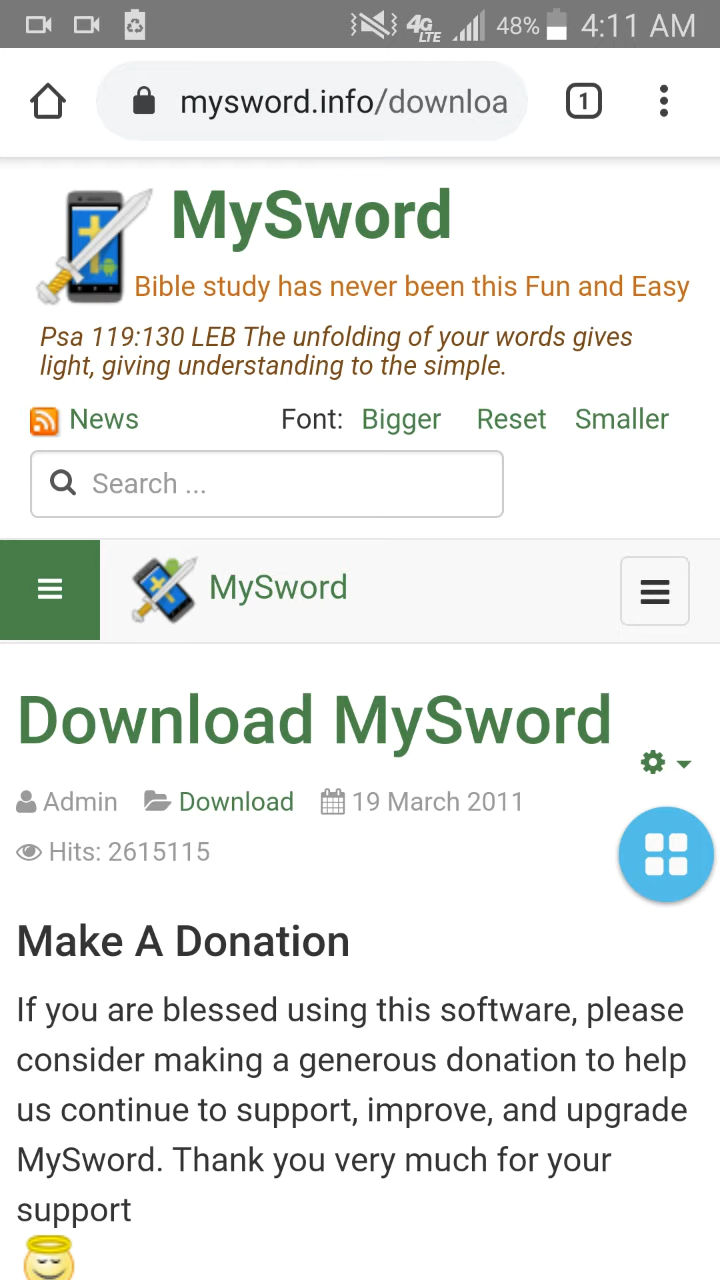 4G LTE 48% 4:11 AM
mysword.info/downloa 1
MySword
Bible study has never been this Fun and Easy
Psa 119:130 LEB The unfolding of your words gives
light, giving understanding to the simple.
News Font: Bigger Reset Smaller
Search ...
MySword
Download MySword
Admin Download 19 March 2011
Hits: 2615115
Make A Donation
If you are blessed using this software, please
consider making a generous donation to help
us continue to support, improve, and upgrade
MySword. Thank you very much for your
support